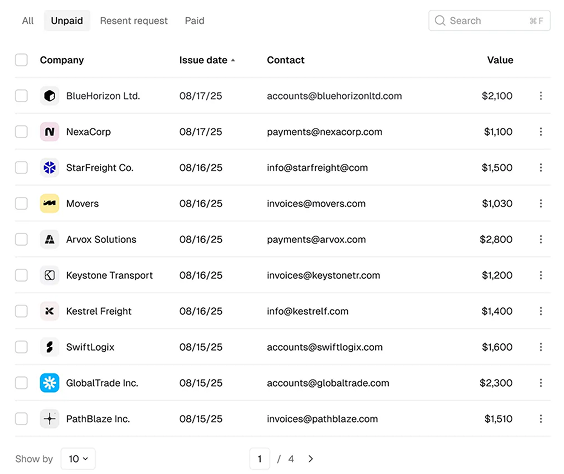 All Unpaid Resent request Paid Search ⌘ F
Company Issue date Contact Value
BlueHorizon Ltd. 08/17/25 accounts@bluehorizonltd.com $2,100
NexaCorp 08/17/25 payments@nexacorp.com $1,100
StarFreight Co. 08/16/25 info@starfreight@com $1,500
Movers 08/16/25 invoices@movers.com $1,030
Arvox Solutions 08/16/25 payments@arvox.com $2,800
Keystone Transport 08/16/25 invoices@keystonetr.com $1,200
Kestrel Freight 08/16/25 info@kestrelf.com $1,400
SwiftLogix 08/15/25 accounts@swiftlogix.com $1,600
GlobalTrade Inc. 08/15/25 accounts@globaltrade.com $2,300
PathBlaze Inc. 08/15/25 invoices@pathblaze.com $1,510
Show by 10 1 / 4